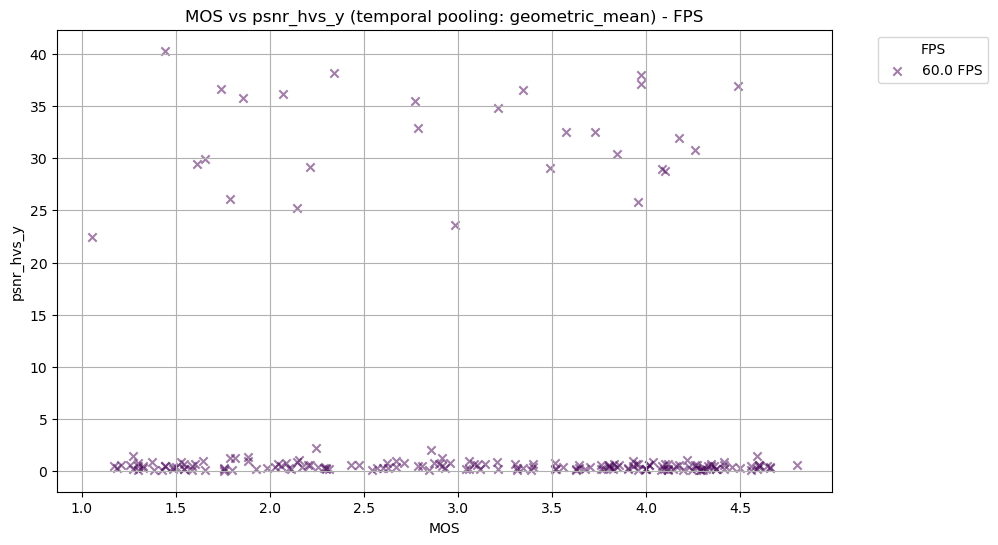 MOS vs psnr_hvs_y (temporal pooling: geometric_mean) - FPS
FPS
60.0 FPS
40
35
30
25
20
15
10
5
0
psnr_hvs_y
1.0 1.5 2.0 2.5 3.0 3.5 4.0 4.5
MOS